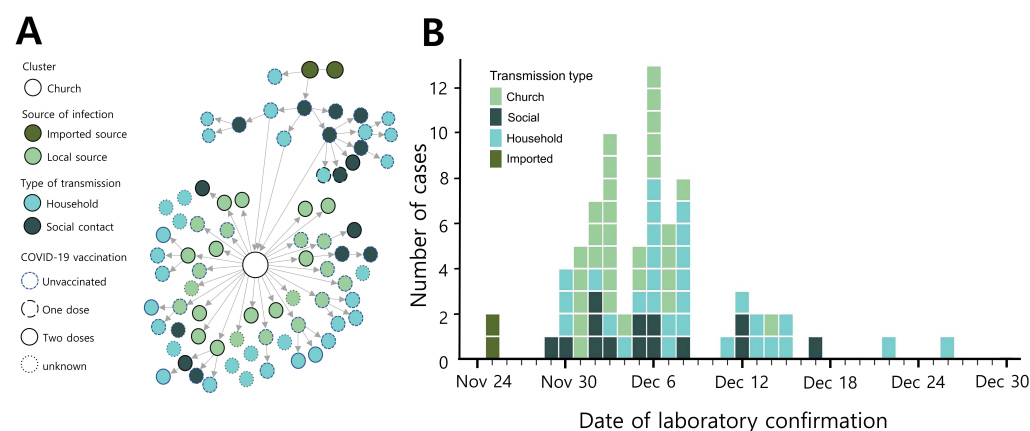 A
Cluster
Church
Source of infection
Imported source
Local source
Type of transmission
Household
Social contact
COVID-19 vaccination
Unvaccinated
One dose
Two doses
unknown
B
Number of cases
12
10
8
6
4
2
0
Transmission type
Church
Social
Household
Imported
Nov 24 Nov 30 Dec 6 Dec 12 Dec 18 Dec 24 Dec 30
Date of laboratory confirmation